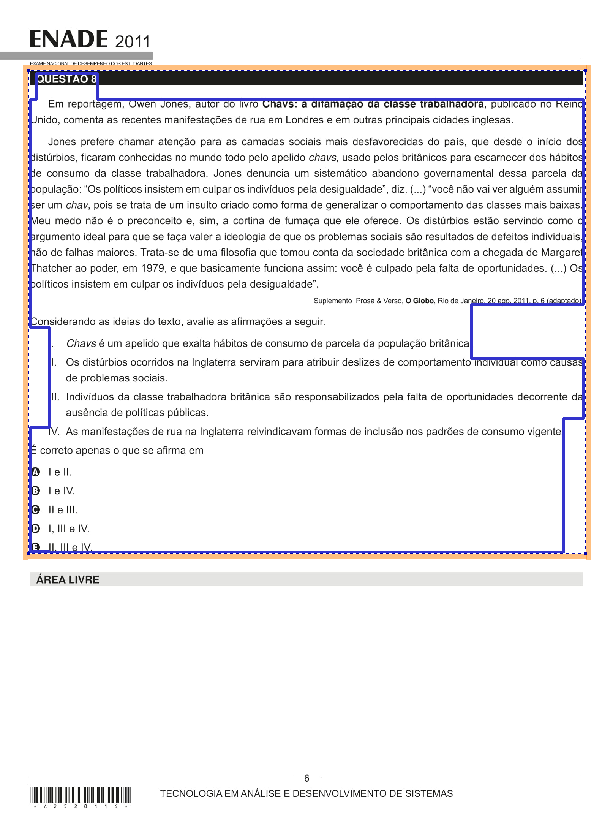 ENADE 2011
EXAME NACIONAL DE DESEMPENHO DOS ESTUDANTES
QUESTÃO 8
Em reportagem, Owen Jones, autor do livro Chavs: a difamação da classe trabalhadora, publicado no Reino
Unido, comenta as recentes manifestações de rua em Londres e em outras principais cidades inglesas.
Jones prefere chamar atenção para as camadas sociais mais desfavorecidas do país, que desde o início dos
distúrbios, ficaram conhecidas no mundo todo pelo apelido chavs, usado pelos britânicos para escarnecer dos hábitos
de consumo da classe trabalhadora. Jones denuncia um sistemático abandono governamental dessa parcela da
população: “Os políticos insistem em culpar os indivíduos pela desigualdade”, diz. (...) “você não vai ver alguém assumir
ser um chav, pois se trata de um insulto criado como forma de generalizar o comportamento das classes mais baixas.
Meu medo não é o preconceito e, sim, a cortina de fumaça que ele oferece. Os distúrbios estão servindo como o
argumento ideal para que se faça valer a ideologia de que os problemas sociais são resultados de defeitos individuais,
não de falhas maiores. Trata-se de uma filosofia que tomou conta da sociedade britânica com a chegada de Margaret
Thatcher ao poder, em 1979, e que basicamente funciona assim: você é culpado pela falta de oportunidades. (...) Os
políticos insistem em culpar os indivíduos pela desigualdade”.
Suplemento Prosa & Verso, O Globo, Rio de Janeiro, 20 ago. 2011, p. 6 (adaptado).
Considerando as ideias do texto, avalie as afirmações a seguir.
I. Chavs é um apelido que exalta hábitos de consumo de parcela da população britânica.
II. Os distúrbios ocorridos na Inglaterra serviram para atribuir deslizes de comportamento individual como causas
de problemas sociais.
III. Indivíduos da classe trabalhadora britânica são responsabilizados pela falta de oportunidades decorrente da
ausência de políticas públicas.
IV. As manifestações de rua na Inglaterra reivindicavam formas de inclusão nos padrões de consumo vigente.
É correto apenas o que se afirma em
A I e II.
B I e IV.
C II e III.
D I, III e IV.
E II, III e IV.
ÁREA LIVRE
6
TECNOLOGIA EM ANÁLISE E DESENVOLVIMENTO DE SISTEMAS